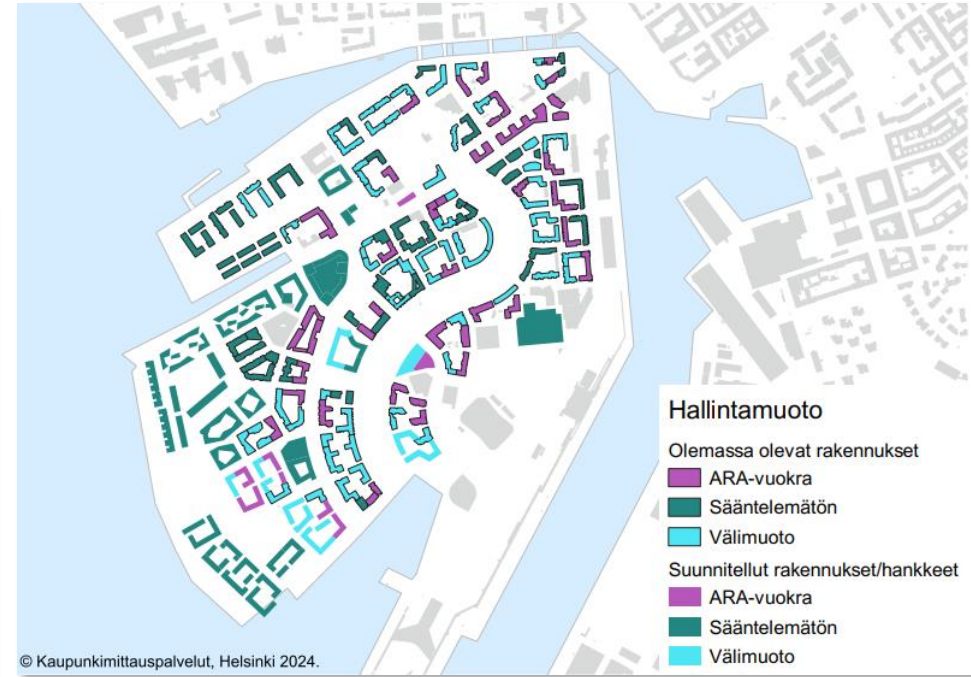 Hallintamuoto
Olemassa olevat rakennukset
ARA-vuokra
Sääntelemätön
Välimuoto
Suunnitellut rakennukset/hankkeet
ARA-vuokra
Sääntelemätön
Välimuoto
© Kaupunkimittauspalvelut, Helsinki 2024.